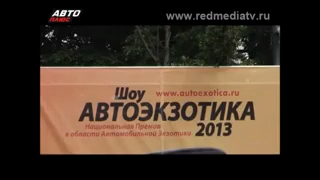 АВТО
ПЛЮС
www.redmediatv.ru
Шоу
www.autoexotica.ru
АВТОЭКЗОТИКА
Национальная Премия
в области Автомобильной экзотики
2013